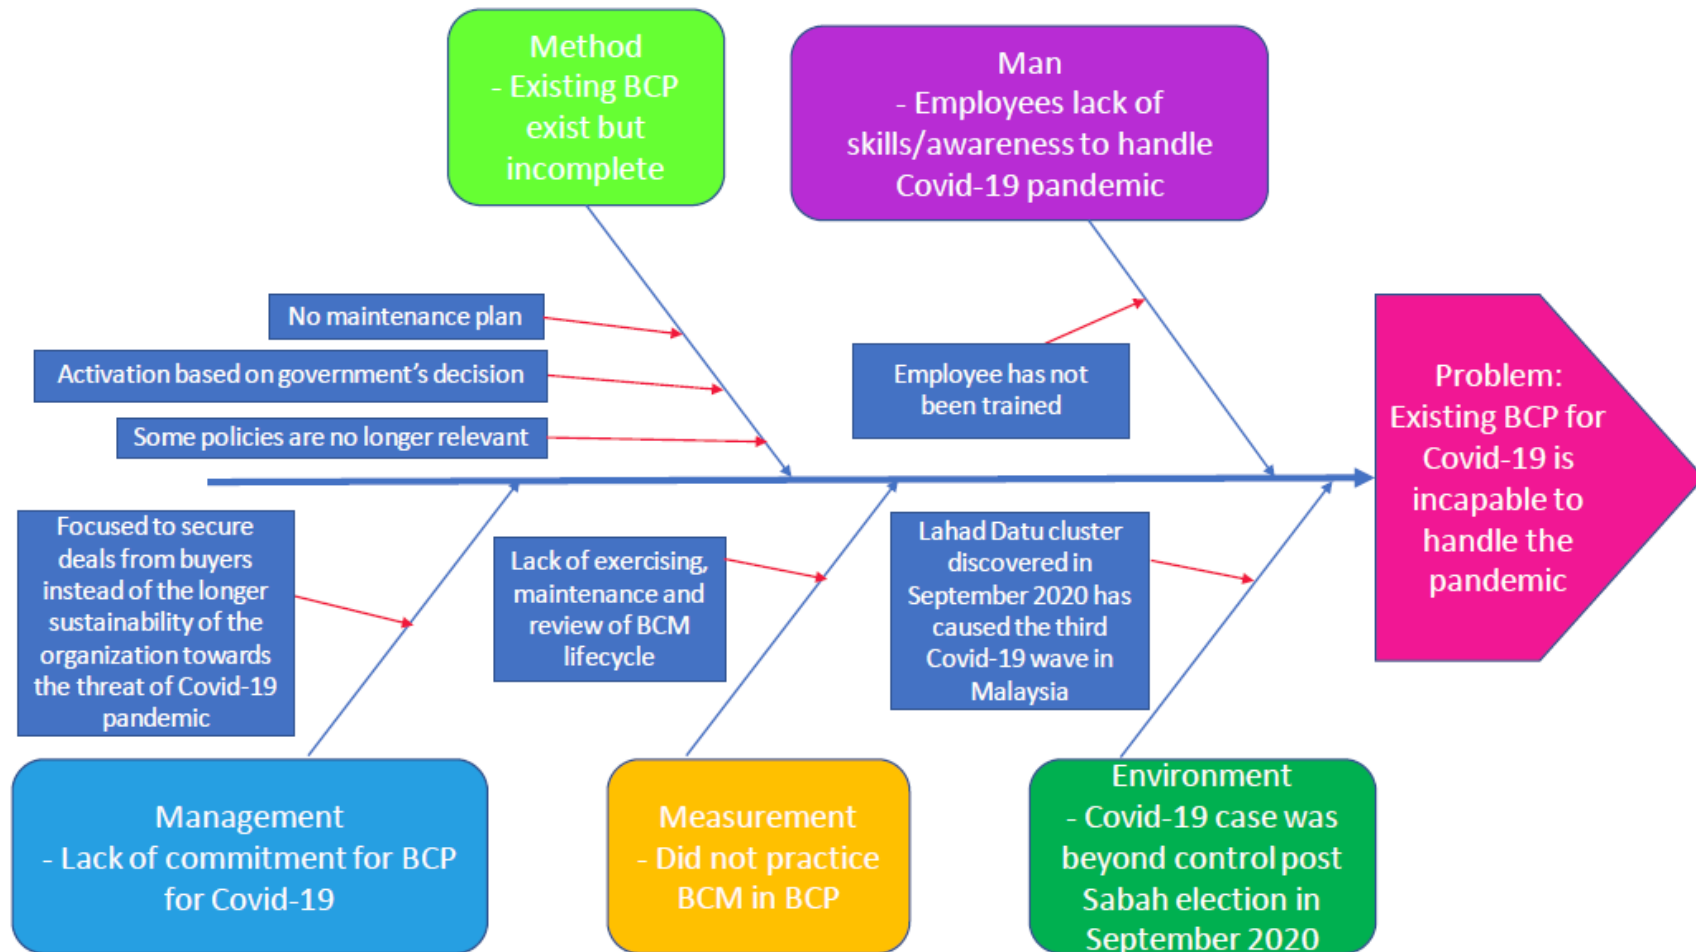 Method
- Existing BCP
exist but
incomplete
Man
- Employees lack of
skills/awareness to handle
Covid-19 pandemic
No maintenance plan
Activation based on government's decision
Some policies are no longer relevant
Employee has not
been trained
Problem:
Existing BCP for
Covid-19 is
incapable to
handle the
pandemic
Focused to secure
deals from buyers
instead of the longer
sustainability of the
organization towards
the threat of Covid-19
pandemic
Lack of exercising,
maintenance and
review of BCM
lifecycle
Lahad Datu cluster
discovered in
September 2020 has
caused the third
Covid-19 wave in
Malaysia
Management
- Lack of commitment for BCP
for Covid-19
Measurement
- Did not practice
BCM in BCP
Environment
- Covid-19 case was
beyond control post
Sabah election in
September 2020